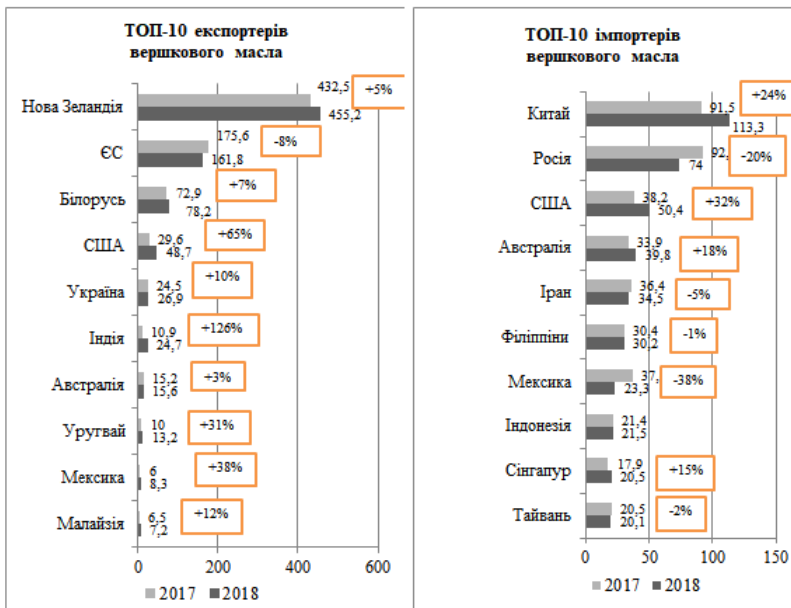 ТОП-10 експортерів
вершкового масла
Нова Зеландія
432,5
455,2
+5%
ЄС
175,6
161,8
-8%
Білорусь
72,9
78,2
+7%
США
29,6
48,7
+65%
Україна
24,5
26,9
+10%
Індія
10,9
24,7
+126%
Австралія
15,2
15,6
+3%
Уругвай
10
13,2
+31%
Мексика
6
8,3
+38%
Малайзія
6,5
7,2
+12%
0 200 400 600
2017 2018
ТОП-10 імпортерів
вершкового масла
Китай
91,5
113,3
+24%
Росія
92,
74
-20%
США
38,2
50,4
+32%
Австралія
33,9
39,8
+18%
Іран
36,4
34,5
-5%
Філіппіни
30,4
30,2
-1%
Мексика
37,
23,3
-38%
Індонезія
21,4
21,5
Сінгапур
17,9
20,5
+15%
Тайвань
20,5
20,1
-2%
0 50 100 150
2017 2018